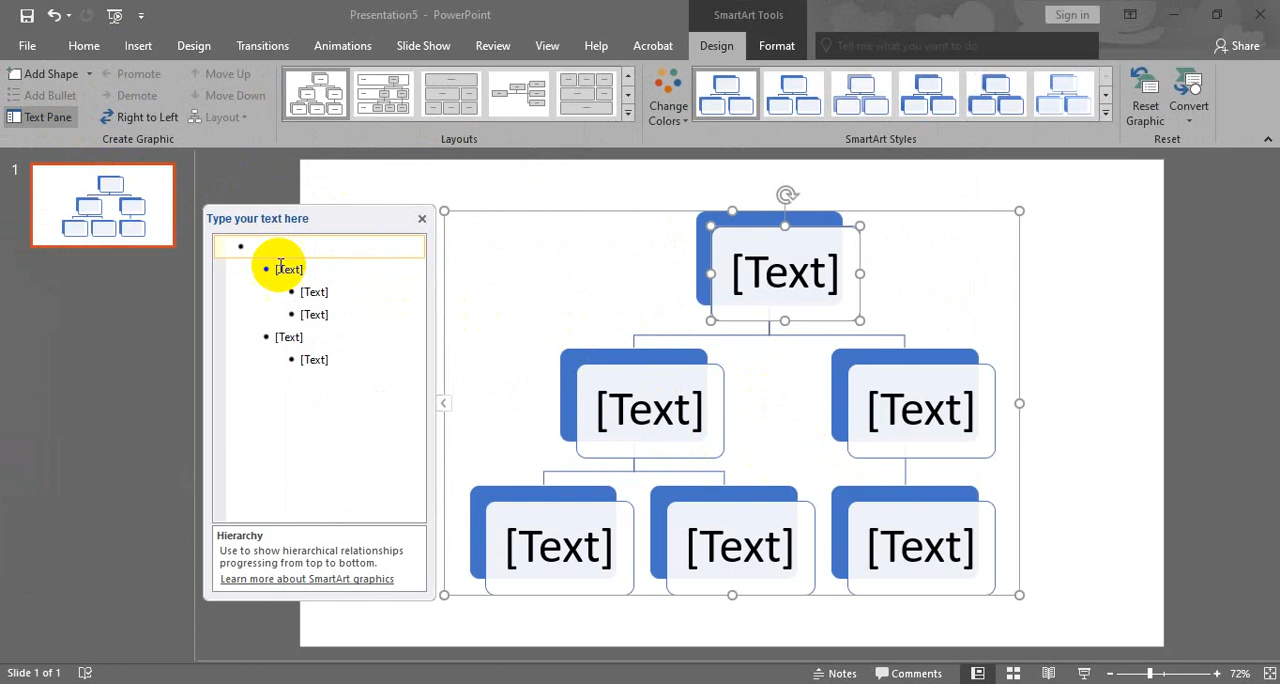 Presentation5 - PowerPoint
SmartArt Tools
Sign in
File Home Insert Design Transitions Animations Slide Show Review View Help Acrobat Design Format Tell me what you want to do Share
Add Shape Promote Move Up
Add Bullet Demote Move Down
Text Pane Right to Left Layout
Create Graphic
Layouts
Change
Colors
SmartArt Styles
Reset
Graphic
Convert
Reset
1
Type your text here
[Text]
[Text]
[Text]
[Text]
[Text]
Hierarchy
Use to show hierarchical relationships
progressing from top to bottom.
Learn more about SmartArt graphics
[Text]
[Text] [Text]
[Text] [Text] [Text]
Slide 1 of 1
Notes Comments 72%